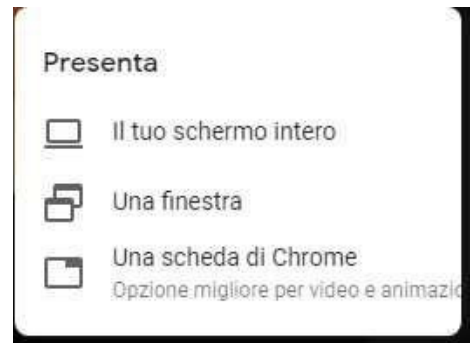 Presenta
Il tuo schermo intero
Una finestra
Una scheda di Chrome
Opzione migliore per video e animazio